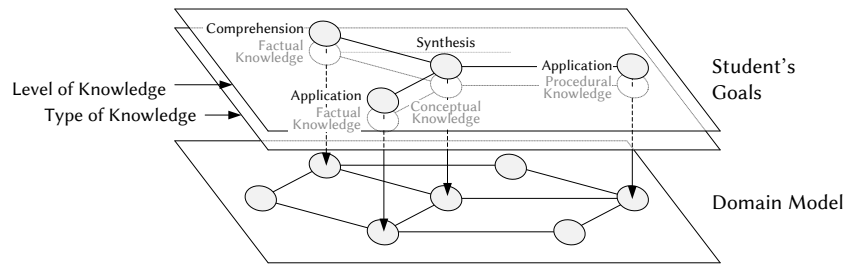 Comprehension
Factual
Knowledge
Synthesis
Application
Procedural
Knowledge
Student's
Goals
Level of Knowledge
Type of Knowledge
Application
Factual
Knowledge
Conceptual
Knowledge
Domain Model